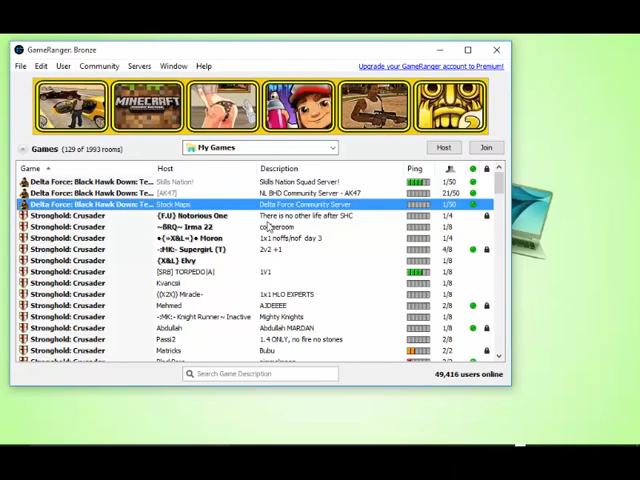 GameRanger: Bronze
File Edit User Community Servers Window Help Upgrade your GameRanger account to Premium!
MINECRAFT
Games (129 of 1993 rooms) My Games Host Join
Game Host Description Ping
Delta Force: Black Hawk Down: Te... Skills Nation! Skills Nation Squad Server! 1/50
Delta Force: Black Hawk Down: Te... [AK47] NL BHD Community Server - AK47 21/50
Delta Force: Black Hawk Down: Te... Stock Maps Delta Force Community Server 1/50
Stronghold: Crusader {F.U} Notorious One There is no other life after SHC 1/4
Stronghold: Crusader ~BRQ~ Irma 22 1/8
Stronghold: Crusader •{=X&L=} Moron 1x1 noffs/nof day 3 1/4
Stronghold: Crusader -:MK:- Supergirl {T} 2v2 +1 4/8
Stronghold: Crusader {X&L} Elvy 1/8
Stronghold: Crusader [SRB] TORPEDO|A| 1V1 1/8
Stronghold: Crusader Kvancsi 1/8
Stronghold: Crusader ((X2X)) Miracle- 1x1 HLO EXPERTS 1/8
Stronghold: Crusader Mehmed AJDEEEE 1/8
Stronghold: Crusader -:MK:- Knight Runner~ Inactive Mighty Knights 1/8
Stronghold: Crusader Abdullah Abdullah MARDAN 1/8
Stronghold: Crusader Passi2 1.4 ONLY, no fire no stones 2/8
Stronghold: Crusader Matricks Bubu 2/2
Search Game Description 49,416 users online